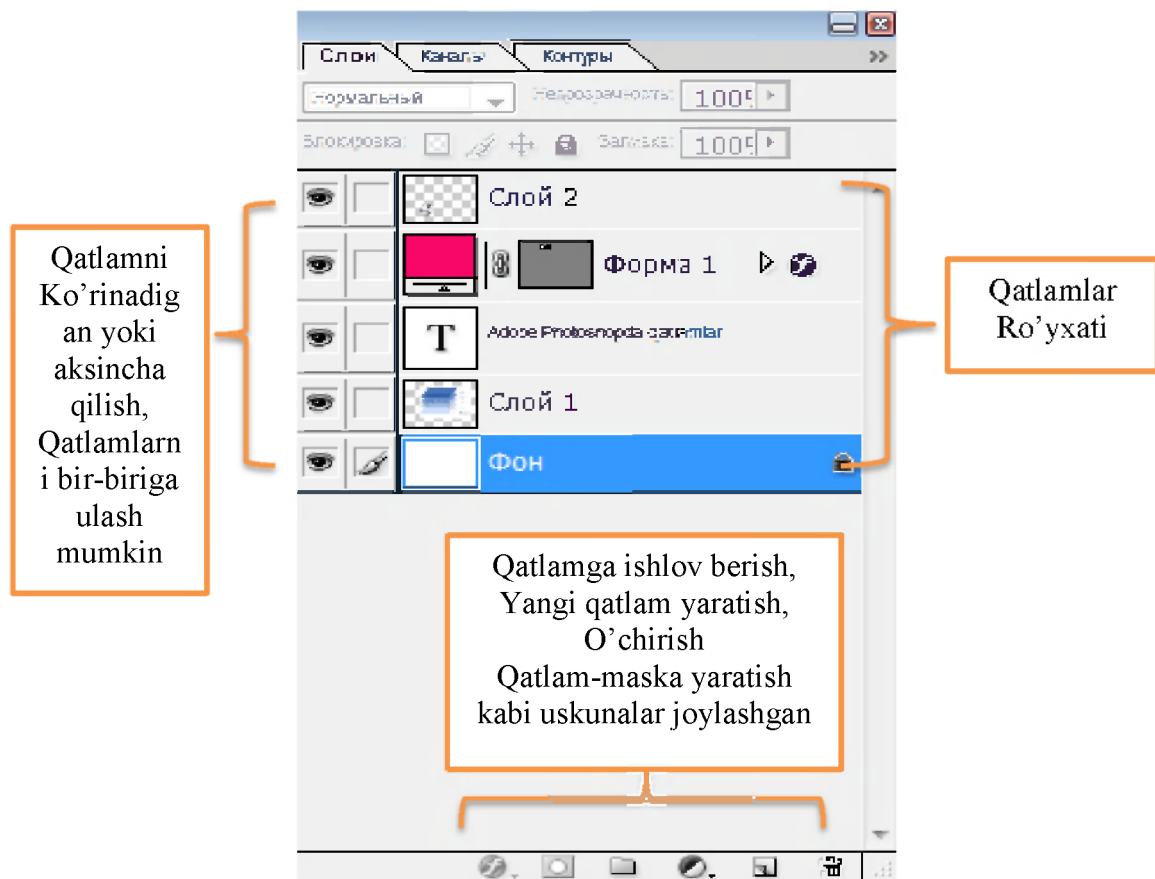 Слои Каналы Контуры
Нормальный Непрозрачность: 100%
Блокировка: Заливка: 100%
Слой 2
Форма 1
T
Adobe Photoshopda qatlamlar
Слой 1
Фон
Qatlamni
Ko’rinadig
an yoki
aksincha
qilish,
Qatlamlarn
i bir-biriga
ulash
mumkin
Qatlamlar
Ro’yxati
Qatlamga ishlov berish,
Yangi qatlam yaratish,
O’chirish
Qatlam-maska yaratish
kabi uskunalar joylashgan